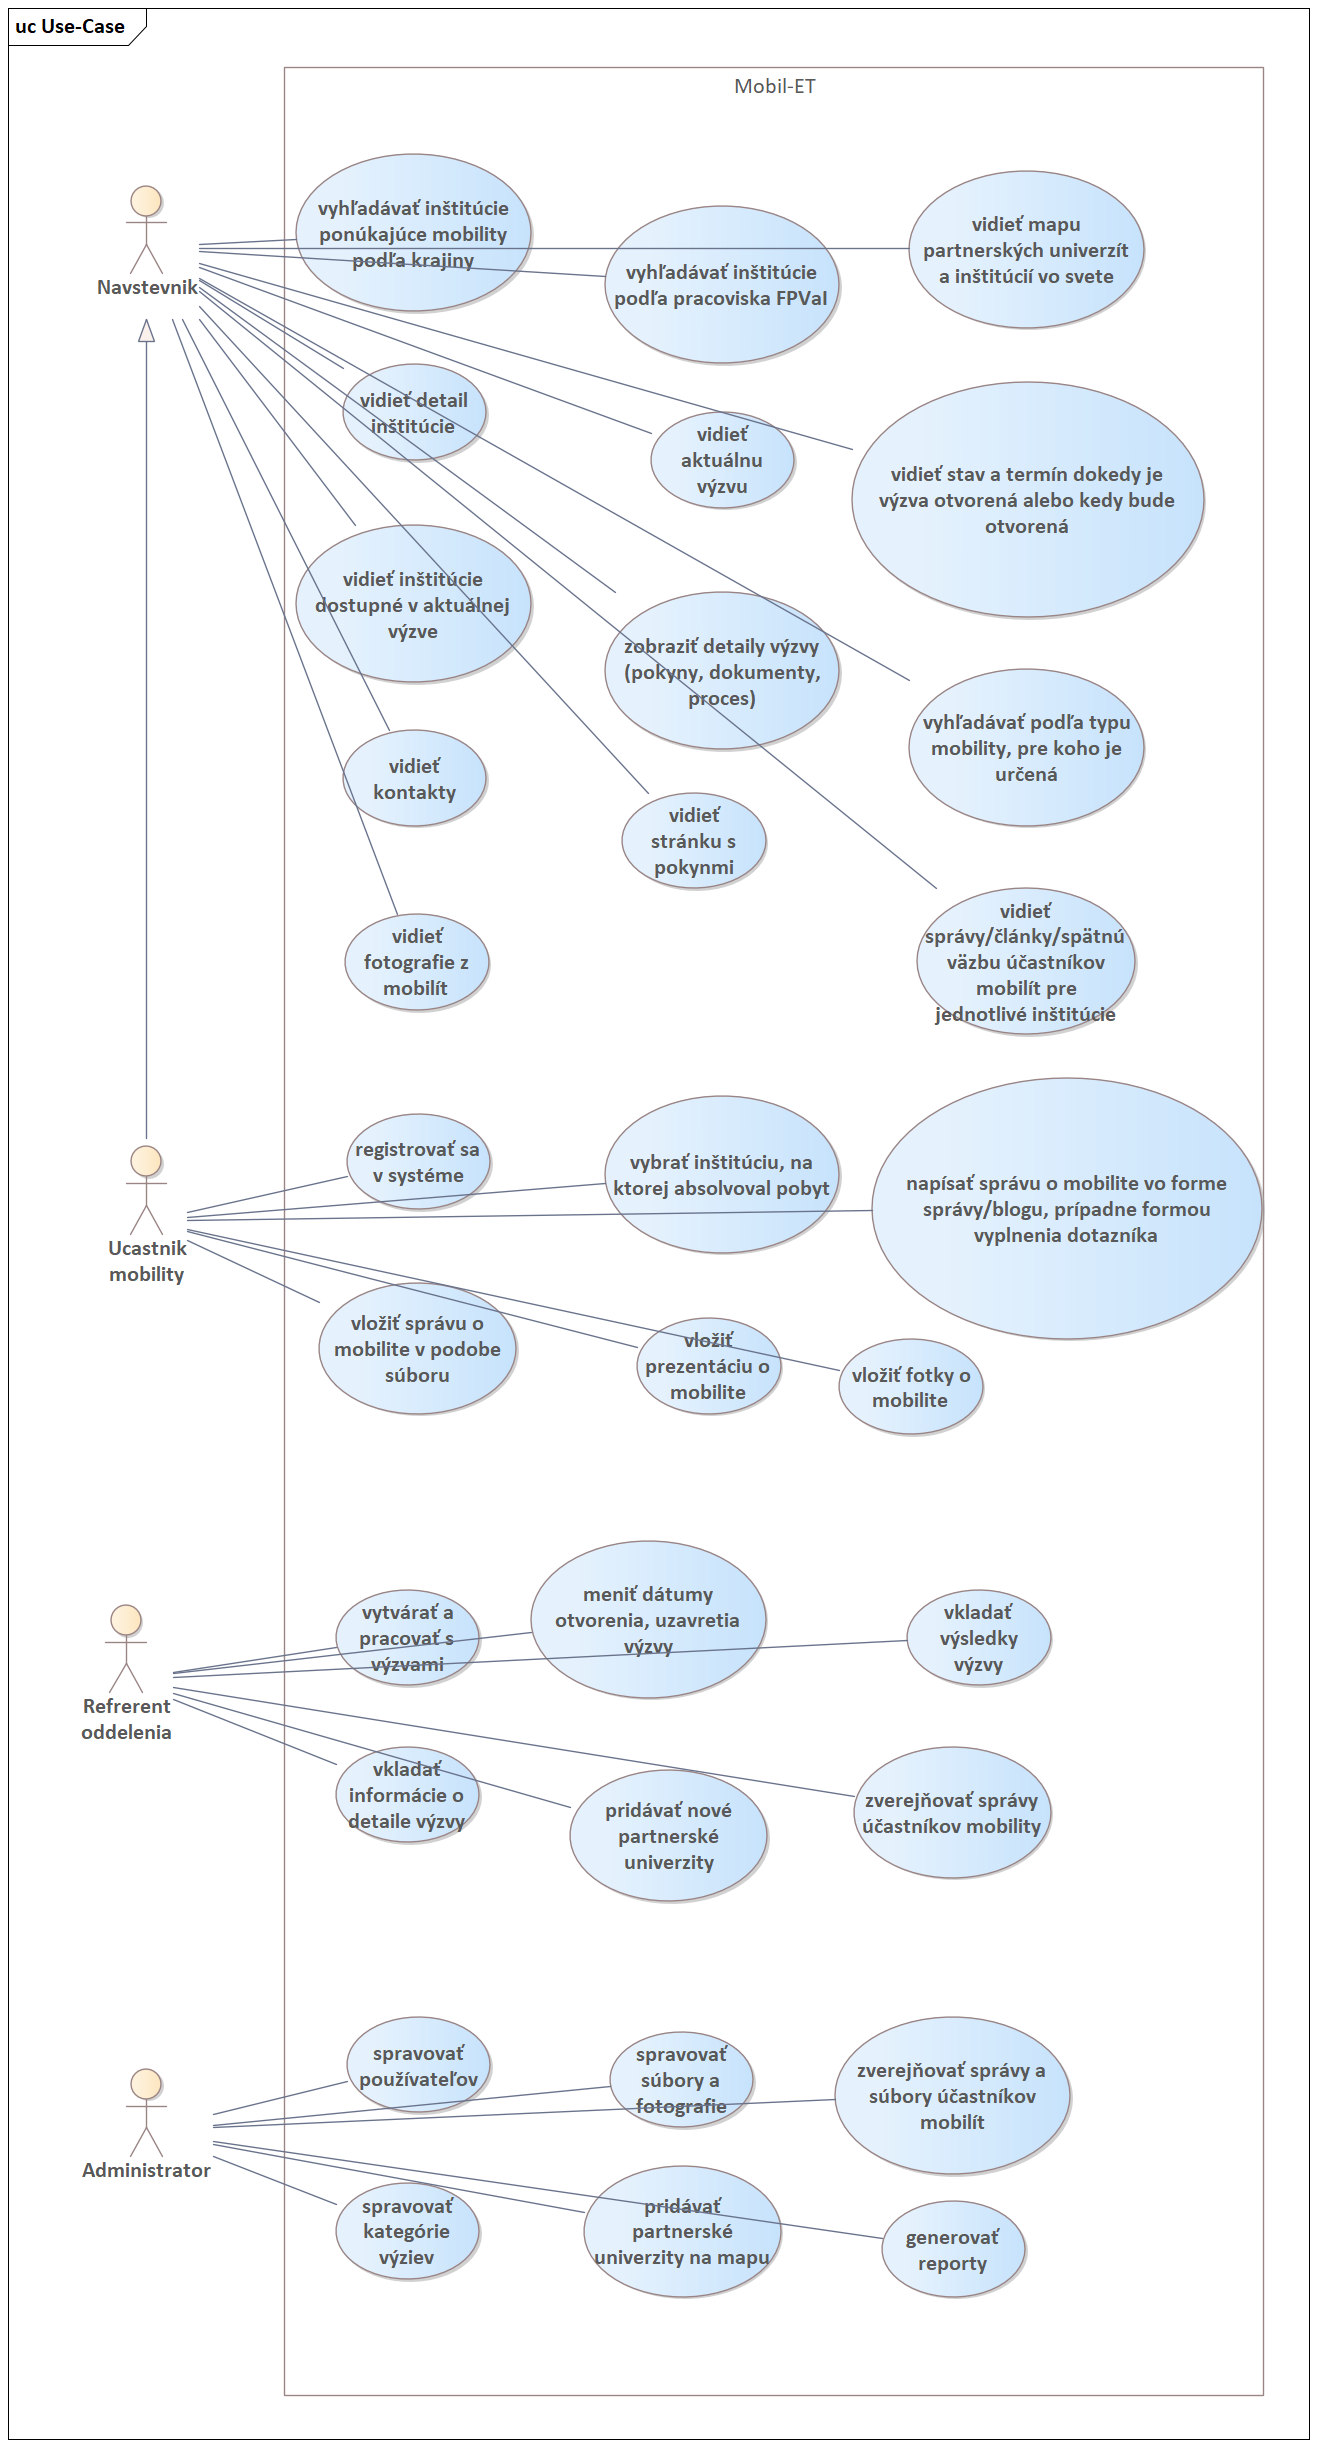 uc Use-Case
Mobil-ET
Navstevnik
vyhľadávať inštitúcie
ponúkajúce mobility
podľa krajiny
vyhľadávať inštitúcie
podľa pracoviska FPVaI
vidieť mapu
partnerských univerzít
a inštitúcií vo svete
vidieť detail
inštitúcie
vidieť
aktuálnu
výzvu
vidieť stav a termín dokedy je
výzva otvorená alebo kedy bude
otvorená
vidieť inštitúcie
dostupné v aktuálnej
výzve
zobraziť detaily výzvy
(pokyny, dokumenty,
proces)
vyhľadávať podľa typu
mobility, pre koho je
určená
vidieť
kontakty
vidieť
stránku s
pokynmi
vidieť
fotografie z
mobilít
vidieť
správy/články/spätnú
väzbu účastníkov
mobilít pre
jednotlivé inštitúcie
Ucastnik
mobility
registrovať sa
v systéme
vybrať inštitúciu, na
ktorej absolvoval pobyt
napísať správu o mobilite vo forme
správy/blogu, prípadne formou
vyplnenia dotazníka
vložiť správu o
mobilite v podobe
súboru
vložiť
prezentáciu o
mobilite
vložiť fotky o
mobilite
Refrerent
oddelenia
vytvárať a
pracovať s
výzvami
meniť dátumy
otvorenia, uzavretia
výzvy
vkladať
výsledky
výzvy
vkladať
informácie o
detaile výzvy
pridávať nové
partnerské
univerzity
zverejňovať správy
účastníkov mobility
Administrator
spravovať
používateľov
spravovať
súbory a
fotografie
zverejňovať správy a
súbory účastníkov
mobilít
spravovať
kategórie
výziev
pridávať
partnerské
univerzity na mapu
generovať
reporty